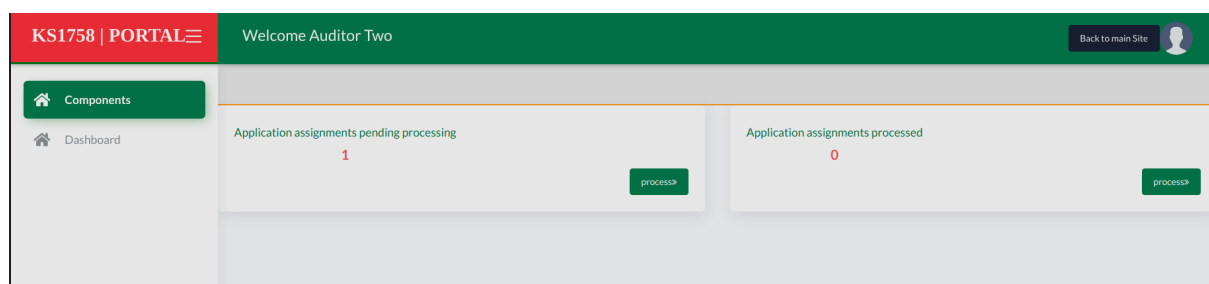 KS1758 | PORTAL
Welcome Auditor Two
Back to main Site
Components
Dashboard
Application assignments pending processing
1
process»
Application assignments processed
0
process»